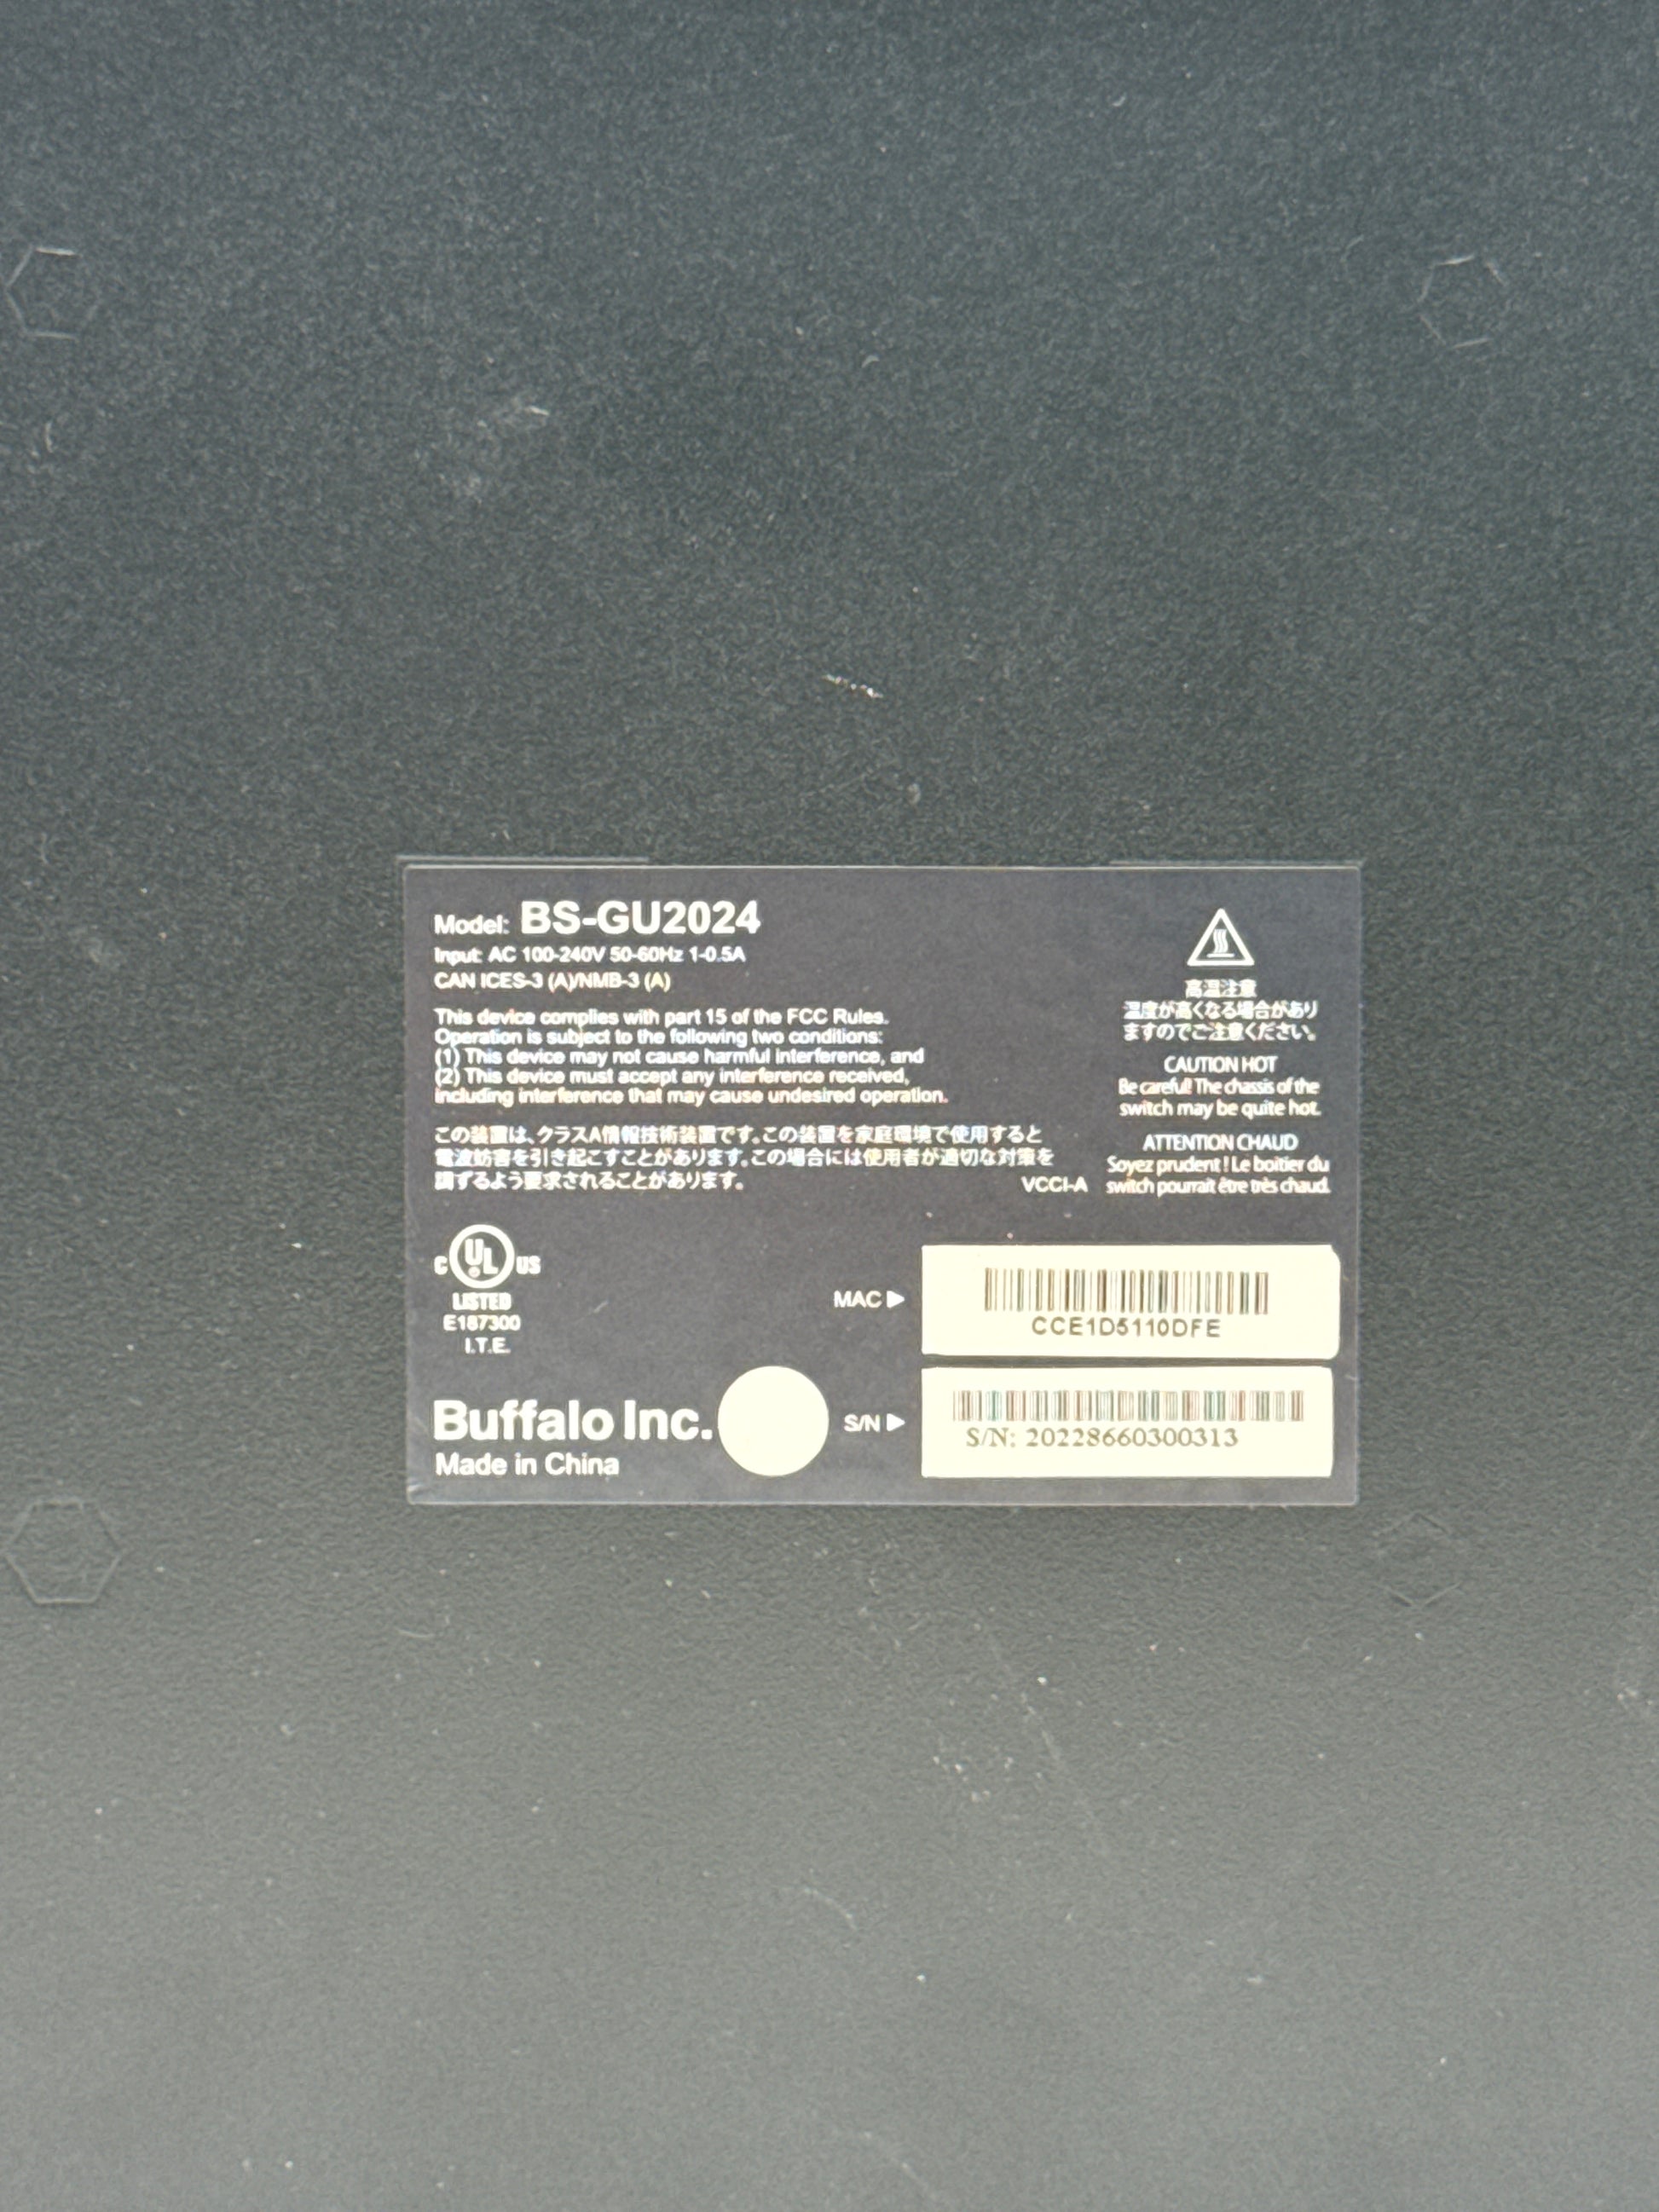 Model: BS-GU2024
Input: AC 100-240V 50-60Hz 1-0.5A
CAN ICES-3 (A)/NMB-3 (A)
This device complies with part 15 of the FCC Rules.
Operation is subject to the following two conditions:
(1) This device may not cause harmful interference, and
(2) This device must accept any interference received,
including interference that may cause undesired operation.
この装置は、クラスA情報技術装置です。この装置を家庭環境で使用すると
電波妨害を引き起こすことがあります。この場合には使用者が適切な対策を
講ずるよう要求されることがあります。 VCCI-A
高温注意
温度が高くなる場合があり
ますのでご注意ください。
CAUTION HOT
Be careful! The chassis of the
switch may be quite hot.
ATTENTION CHAUD
Soyez prudent ! Le boitier du
switch pourrait être très chaud.
C UL US
LISTED
E187300
I.T.E.
MAC
CCE1D5110DFE
Buffalo Inc.
Made in China
S/N
S/N: 20228660300313